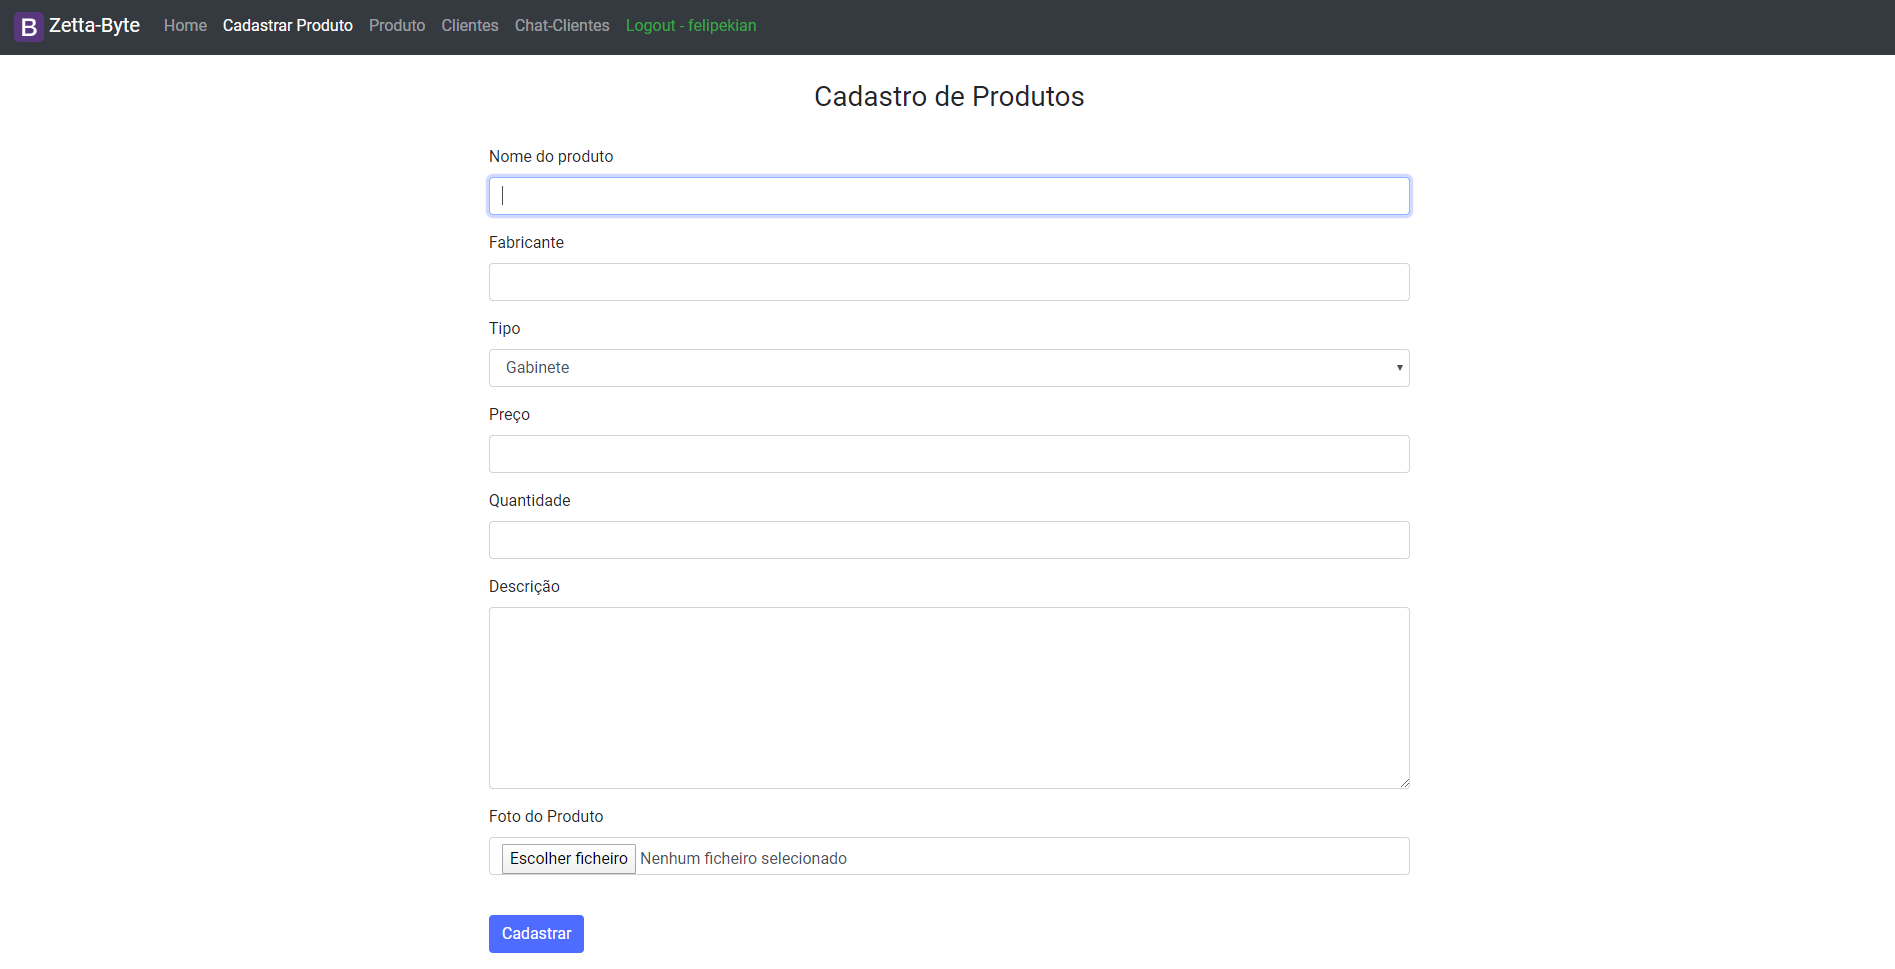 B Zetta-Byte Home Cadastrar Produto Produto Clientes Chat-Clientes Logout - felipekian
Cadastro de Produtos
Nome do produto
Fabricante
Tipo
Gabinete
Preço
Quantidade
Descrição
Foto do Produto
Escolher ficheiro Nenhum ficheiro selecionado
Cadastrar